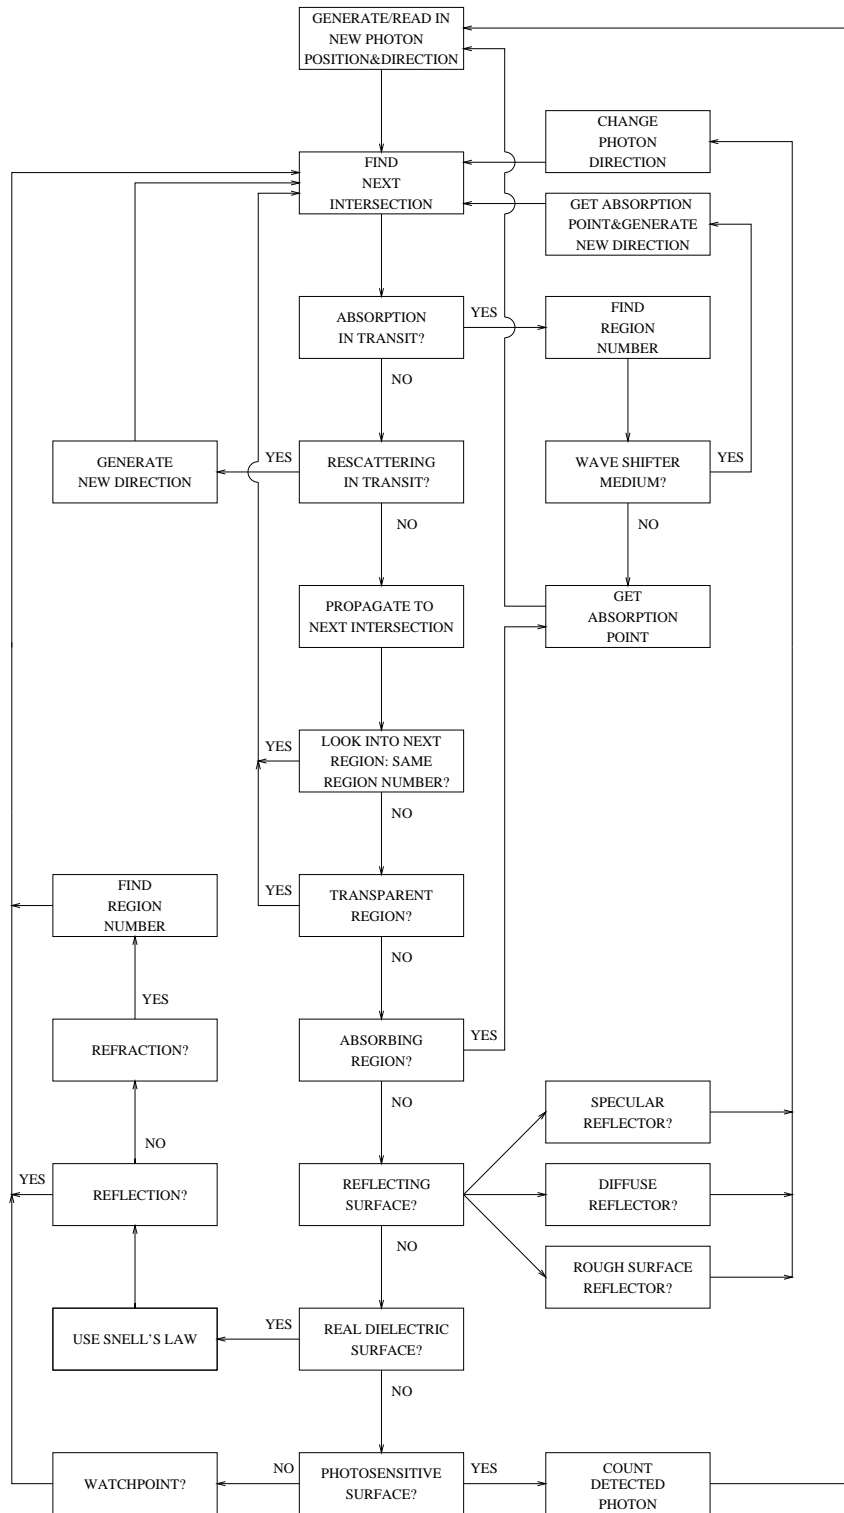 GENERATE/READ IN
NEW PHOTON
POSITION&DIRECTION
CHANGE
PHOTON
DIRECTION
FIND
NEXT
INTERSECTION
GET ABSORPTION
POINT&GENERATE
NEW DIRECTION
ABSORPTION
IN TRANSIT?
YES
FIND
REGION
NUMBER
NO
GENERATE
NEW DIRECTION
YES
RESCATTERING
IN TRANSIT?
WAVE SHIFTER
MEDIUM?
YES
NO
NO
PROPAGATE TO
NEXT INTERSECTION
GET
ABSORPTION
POINT
YES
LOOK INTO NEXT
REGION: SAME
REGION NUMBER?
NO
FIND
REGION
NUMBER
YES
TRANSPARENT
REGION?
NO
YES
REFRACTION?
ABSORBING
REGION?
YES
NO
NO
SPECULAR
REFLECTOR?
YES
REFLECTION?
REFLECTING
SURFACE?
DIFFUSE
REFLECTOR?
NO
ROUGH SURFACE
REFLECTOR?
USE SNELL'S LAW
YES
REAL DIELECTRIC
SURFACE?
NO
WATCHPOINT?
NO
PHOTOSENSITIVE
SURFACE?
YES
COUNT
DETECTED
PHOTON